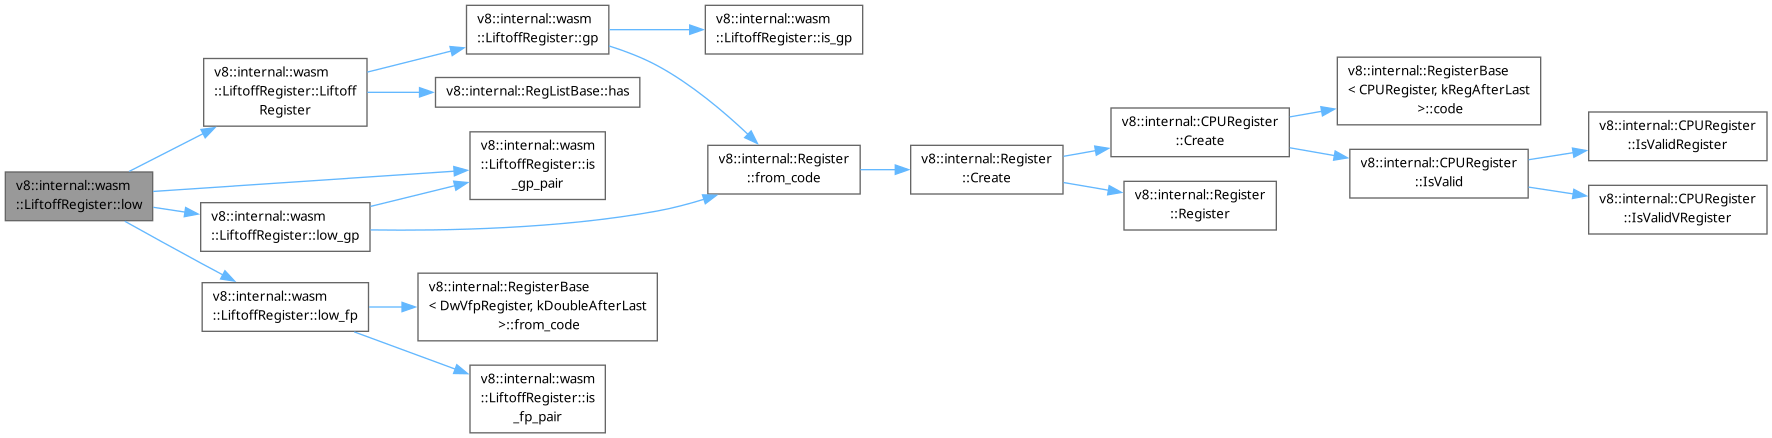 v8::internal::wasm
::LiftoffRegister::low
v8::internal::wasm
::LiftoffRegister::Liftoff
Register
v8::internal::wasm
::LiftoffRegister::gp
v8::internal::wasm
::LiftoffRegister::is_gp
v8::internal::RegListBase::has
v8::internal::wasm
::LiftoffRegister::is
_gp_pair
v8::internal::wasm
::LiftoffRegister::low_gp
v8::internal::wasm
::LiftoffRegister::low_fp
v8::internal::RegisterBase
< DwVfpRegister, kDoubleAfterLast
>::from_code
v8::internal::wasm
::LiftoffRegister::is
_fp_pair
v8::internal::Register
::from_code
v8::internal::Register
::Create
v8::internal::CPURegister
::Create
v8::internal::Register
::Register
v8::internal::RegisterBase
< CPURegister, kRegAfterLast
>::code
v8::internal::CPURegister
::IsValid
v8::internal::CPURegister
::IsValidRegister
v8::internal::CPURegister
::IsValidVRegister